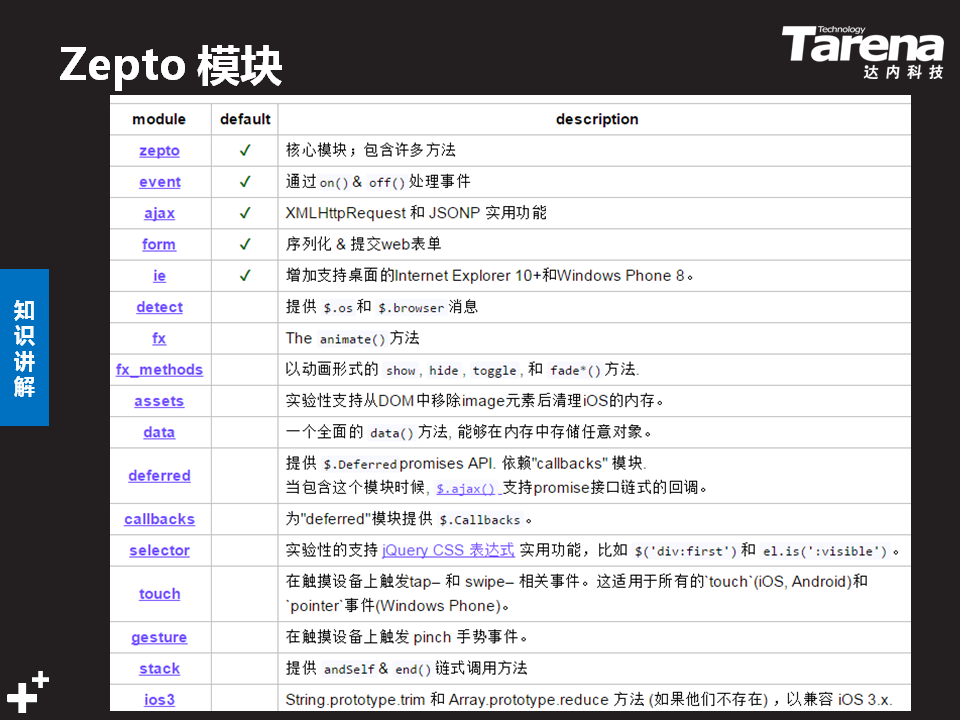 Zepto 模块
Technology
Tarena
达内科技
知识讲解
module default description
zepto ✓ 核心模块；包含许多方法
event ✓ 通过on()& off()处理事件
ajax ✓ XMLHttpRequest 和 JSONP 实用功能
form ✓ 序列化 & 提交web表单
ie ✓ 增加支持桌面的Internet Explorer 10+和Windows Phone 8。
detect 提供 $.os和 $.browser消息
fx The animate()方法
fx_methods 以动画形式的 show, hide, toggle, 和 fade*()方法.
assets 实验性支持从DOM中移除image元素后清理iOS的内存。
data 一个全面的 data()方法, 能够在内存中存储任意对象。
deferred 提供 $.Deferredpromises API. 依赖"callbacks" 模块.
当包含这个模块时候, $.ajax() 支持promise接口链式的回调。
callbacks 为"deferred"模块提供 $.Callbacks。
selector 实验性的支持 jQuery CSS 表达式 实用功能，比如 $('div:first')和 el.is(':visible')。
touch 在触摸设备上触发tap– 和 swipe– 相关事件。这适用于所有的`touch`(iOS, Android)和
`pointer`事件(Windows Phone)。
gesture 在触摸设备上触发 pinch 手势事件。
stack 提供 andSelf& end()链式调用方法
ios3 String.prototype.trim 和 Array.prototype.reduce 方法 (如果他们不存在) ，以兼容 iOS 3.x.